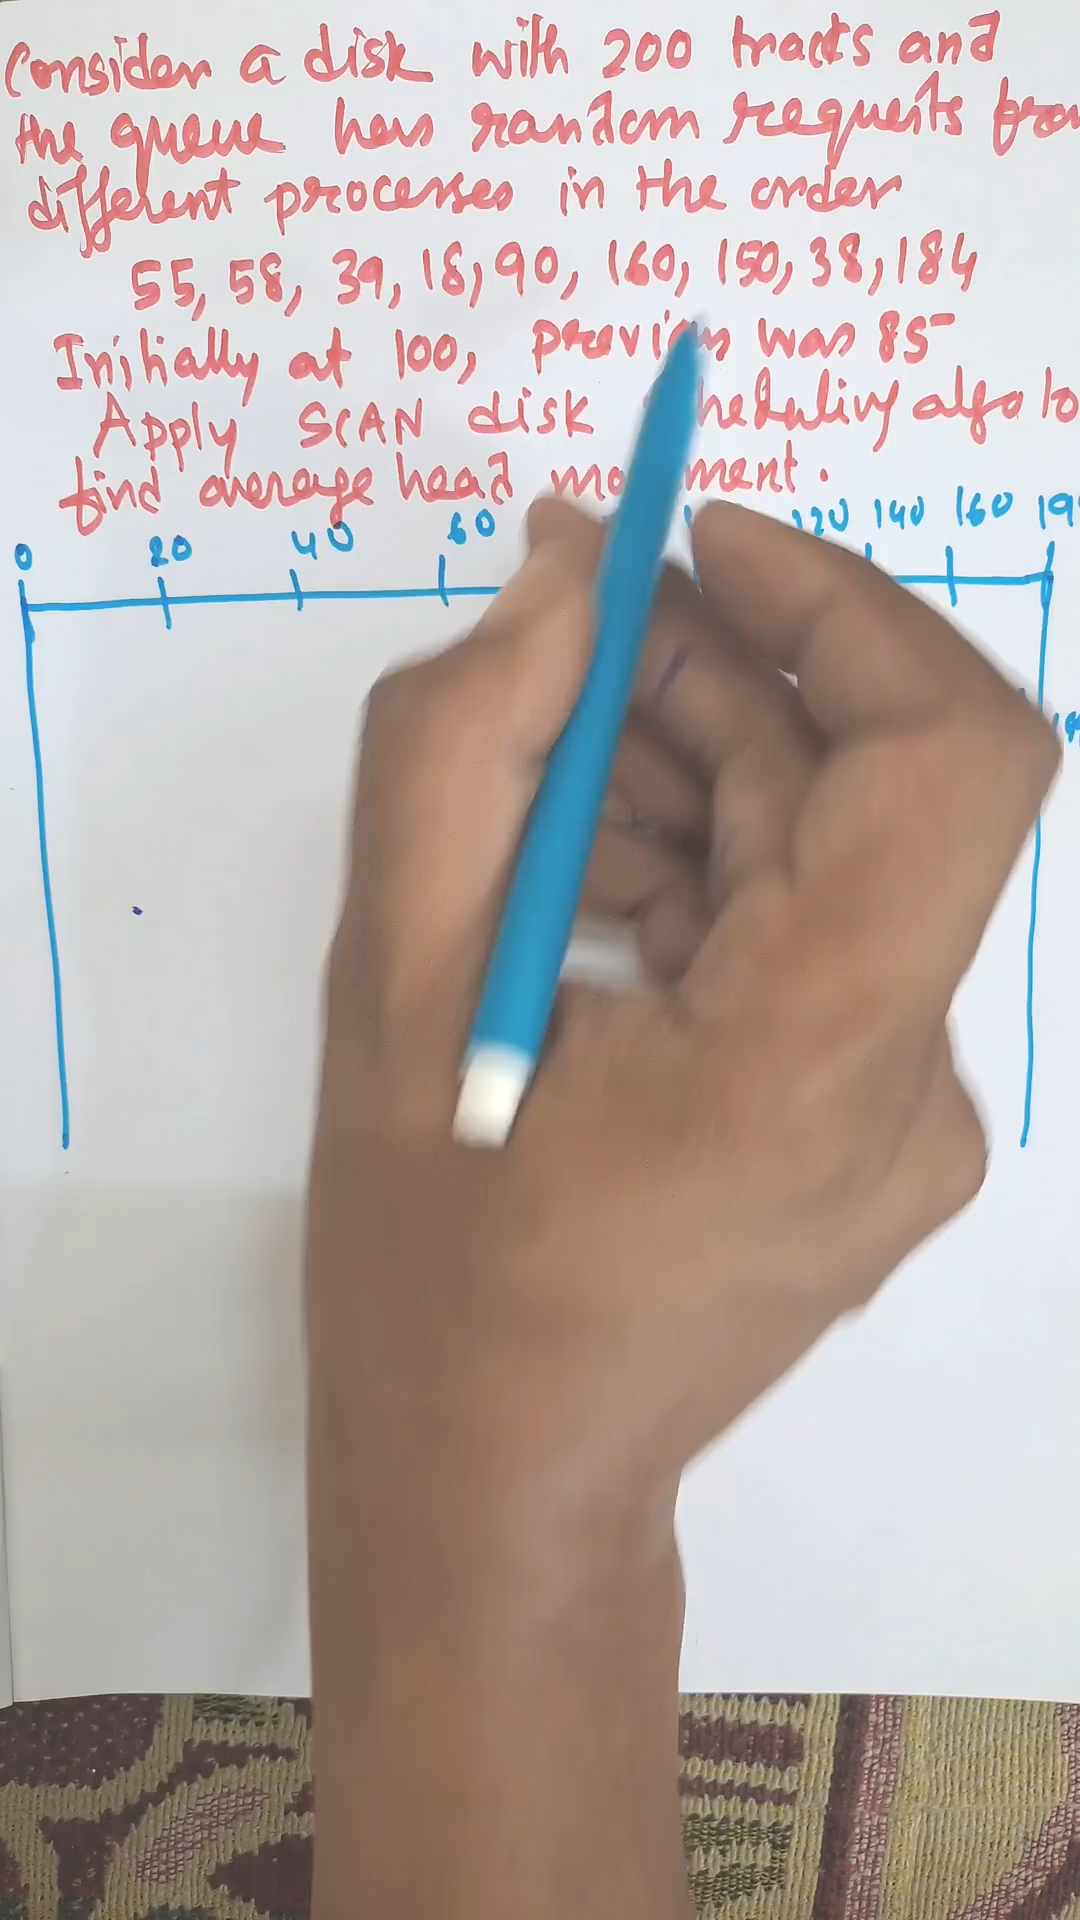 Consider a disk with 200 tracts and
the queue has random requests from
different processes in the order
55, 58, 39, 18, 90, 160, 150, 38, 184
Initially at 100, previous was 85
Apply SCAN disk scheduling algo to
find average head movement.
0 20 40 60 120 140 160 19